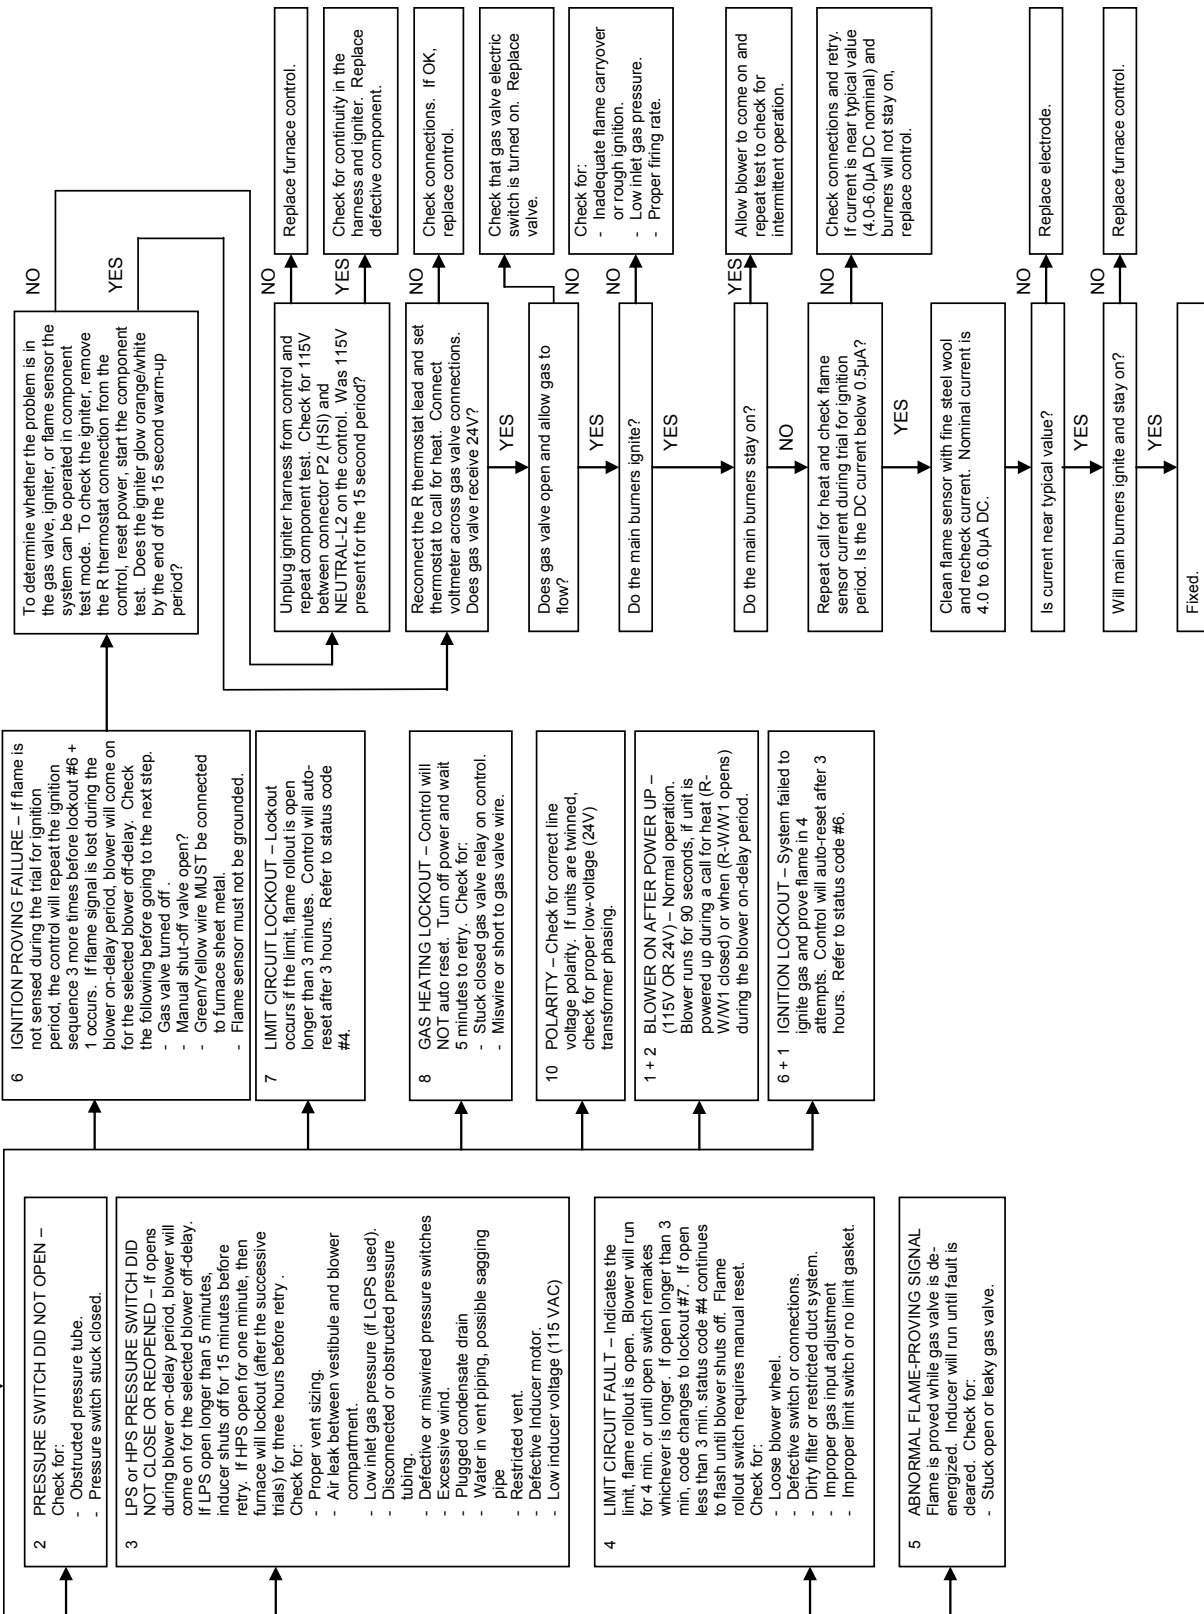 2 PRESSURE SWITCH DID NOT OPEN –
Check for:
- Obstructed pressure tube.
- Pressure switch stuck closed.
3 LPS or HPS PRESSURE SWITCH DID
NOT CLOSE OR REOPENED – If opens
during blower on-delay period, blower will
come on for the selected blower off-delay.
If LPS open longer than 5 minutes,
inducer shuts off for 15 minutes before
retry. If HPS open for one minute, then
furnace will lockout (after the successive
trials) for three hours before retry .
Check for:
- Proper vent sizing.
- Air leak between vestibule and blower
compartment.
- Low inlet gas pressure (if LGPS used).
- Disconnected or obstructed pressure
tubing.
- Defective or miswired pressure switches
- Excessive wind.
- Plugged condensate drain
- Water in vent piping, possible sagging
pipe
- Restricted vent.
- Defective Inducer motor.
- Low inducer voltage (115 VAC)
4 LIMIT CIRCUIT FAULT – Indicates the
limit, flame rollout is open. Blower will run
for 4 min. or until open switch remakes
whichever is longer. If open longer than 3
min, code changes to lockout #7. If open
less than 3 min. status code #4 continues
to flash until blower shuts off. Flame
rollout switch requires manual reset.
Check for:
- Loose blower wheel.
- Defective switch or connections.
- Dirty filter or restricted duct system.
- Improper gas input adjustment
- Improper limit switch or no limit gasket.
5 ABNORMAL FLAME-PROVING SIGNAL
Flame is proved while gas valve is de-
energized. Inducer will run until fault is
cleared. Check for:
- Stuck open or leaky gas valve.
6 IGNITION PROVING FAILURE – If flame is
not sensed during the trial for ignition
period, the control will repeat the ignition
sequence 3 more times before lockout #6 +
1 occurs. If flame signal is lost during the
blower on-delay period, blower will come on
for the selected blower off-delay. Check
the following before going to the next step.
- Gas valve turned off .
- Manual shut-off valve open?
- Green/Yellow wire MUST be connected
to furnace sheet metal.
- Flame sensor must not be grounded.
7 LIMIT CIRCUIT LOCKOUT – Lockout
occurs if the limit, flame rollout is open
longer than 3 minutes. Control will auto-
reset after 3 hours. Refer to status code
#4.
8 GAS HEATING LOCKOUT – Control will
NOT auto reset. Turn off power and wait
5 minutes to retry. Check for:
- Stuck closed gas valve relay on control.
- Miswire or short to gas valve wire.
10 POLARITY – Check for correct line
voltage polarity. If units are twinned,
check for proper low-voltage (24V)
transformer phasing.
1 + 2 BLOWER ON AFTER POWER UP –
(115V OR 24V) – Normal operation.
Blower runs for 90 seconds, if unit is
powered up during a call for heat (R-
W/W1 closed) or when (R-W/W1 opens)
during the blower on-delay period.
6 + 1 IGNITION LOCKOUT – System failed to
ignite gas and prove flame in 4
attempts. Control will auto-reset after 3
hours. Refer to status code #6.
To determine whether the problem is in
the gas valve, igniter, or flame sensor the
system can be operated in component
test mode. To check the igniter, remove
the R thermostat connection from the
control, reset power, start the component
test. Does the igniter glow orange/white
by the end of the 15 second warm-up
period?
NO
YES
Unplug igniter harness from control and
repeat component test. Check for 115V
between connector P2 (HSI) and
NEUTRAL-L2 on the control. Was 115V
present for the 15 second period?
NO
Replace furnace control.
YES
Check for continuity in the
harness and igniter. Replace
defective component.
Reconnect the R thermostat lead and set
thermostat to call for heat. Connect
voltmeter across gas valve connections.
Does gas valve receive 24V?
NO
Check connections. If OK,
replace control.
YES
Does gas valve open and allow gas to
flow?
NO
Check that gas valve electric
switch is turned on. Replace
valve.
YES
Do the main burners ignite?
NO
Check for:
- Inadequate flame carryover
or rough ignition.
- Low inlet gas pressure.
- Proper firing rate.
YES
Do the main burners stay on?
YES
Allow blower to come on and
repeat test to check for
intermittent operation.
NO
Repeat call for heat and check flame
sensor current during trial for ignition
period. Is the DC current below 0.5µA?
NO
Check connections and retry.
If current is near typical value
(4.0-6.0µA DC nominal) and
burners will not stay on,
replace control.
YES
Clean flame sensor with fine steel wool
and recheck current. Nominal current is
4.0 to 6.0µA DC.
Is current near typical value?
NO
Replace electrode.
YES
Will main burners ignite and stay on?
NO
Replace furnace control.
YES
Fixed.